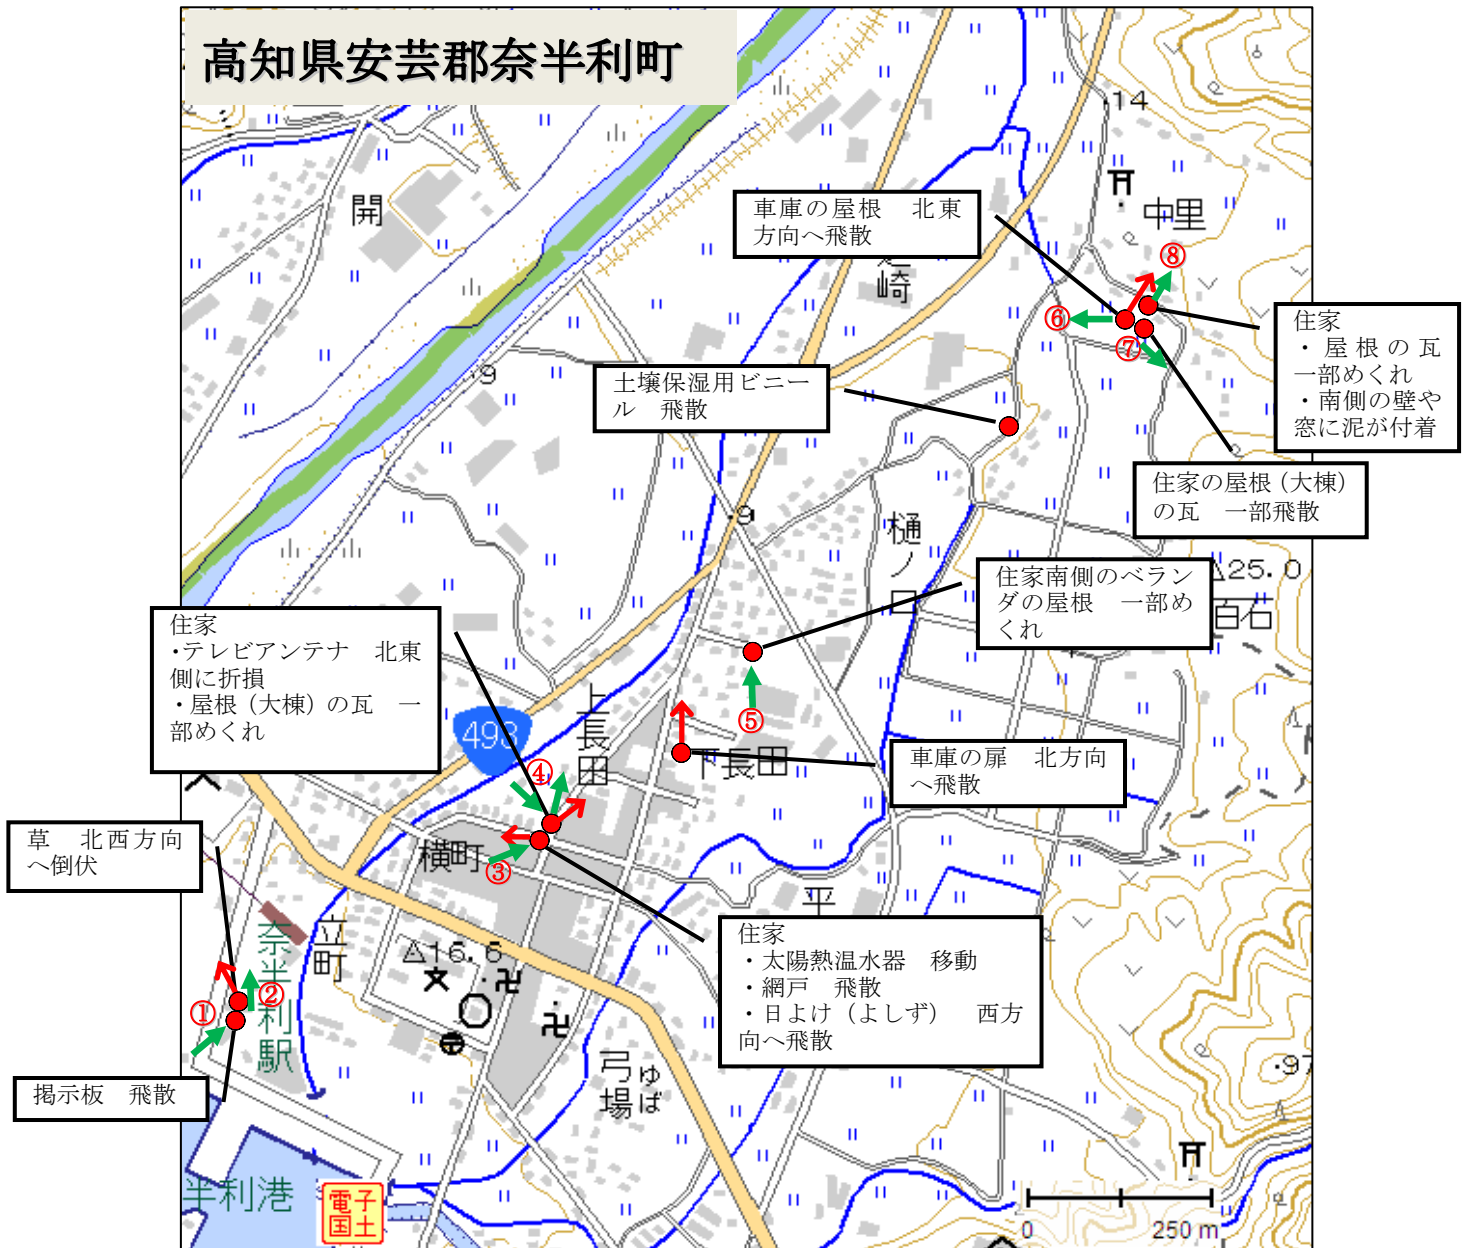 高知県安芸郡奈半利町
14
開
車庫の屋根　北東
方向へ飛散
中里
崎
⑧
⑥
⑦
住家
・屋根の瓦
一部めくれ
・南側の壁や
窓に泥が付着
9
土壌保湿用ビニー
ル　飛散
住家の屋根（大棟）
の瓦　一部飛散
9
樋ノ口
住家南側のベラン
ダの屋根　一部め
くれ
25.0
白石
住家
・テレビアンテナ　北東
側に折損
・屋根（大棟）の瓦　一
部めくれ
上長田
493
⑤
下長田
車庫の扉　北方向
へ飛散
④
横町
③
草　北西方向
へ倒伏
平
立町
16.6
奈半利駅
住家
・太陽熱温水器　移動
・網戸　飛散
・日よけ（よしず）　西方
向へ飛散
①
②
弓場
ゆば
掲示板　飛散
・97
半利港
電子
国土
0
250 m